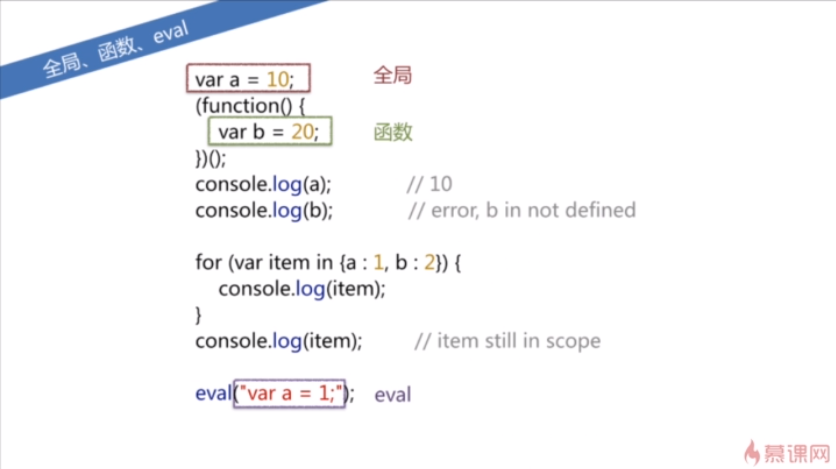 全局、函数、eval
var a = 10; 全局
(function() {
var b = 20; 函数
})();
console.log(a); // 10
console.log(b); // error, b in not defined
for (var item in {a : 1, b : 2}) {
console.log(item);
}
console.log(item); // item still in scope
eval("var a = 1;"); eval
慕课网